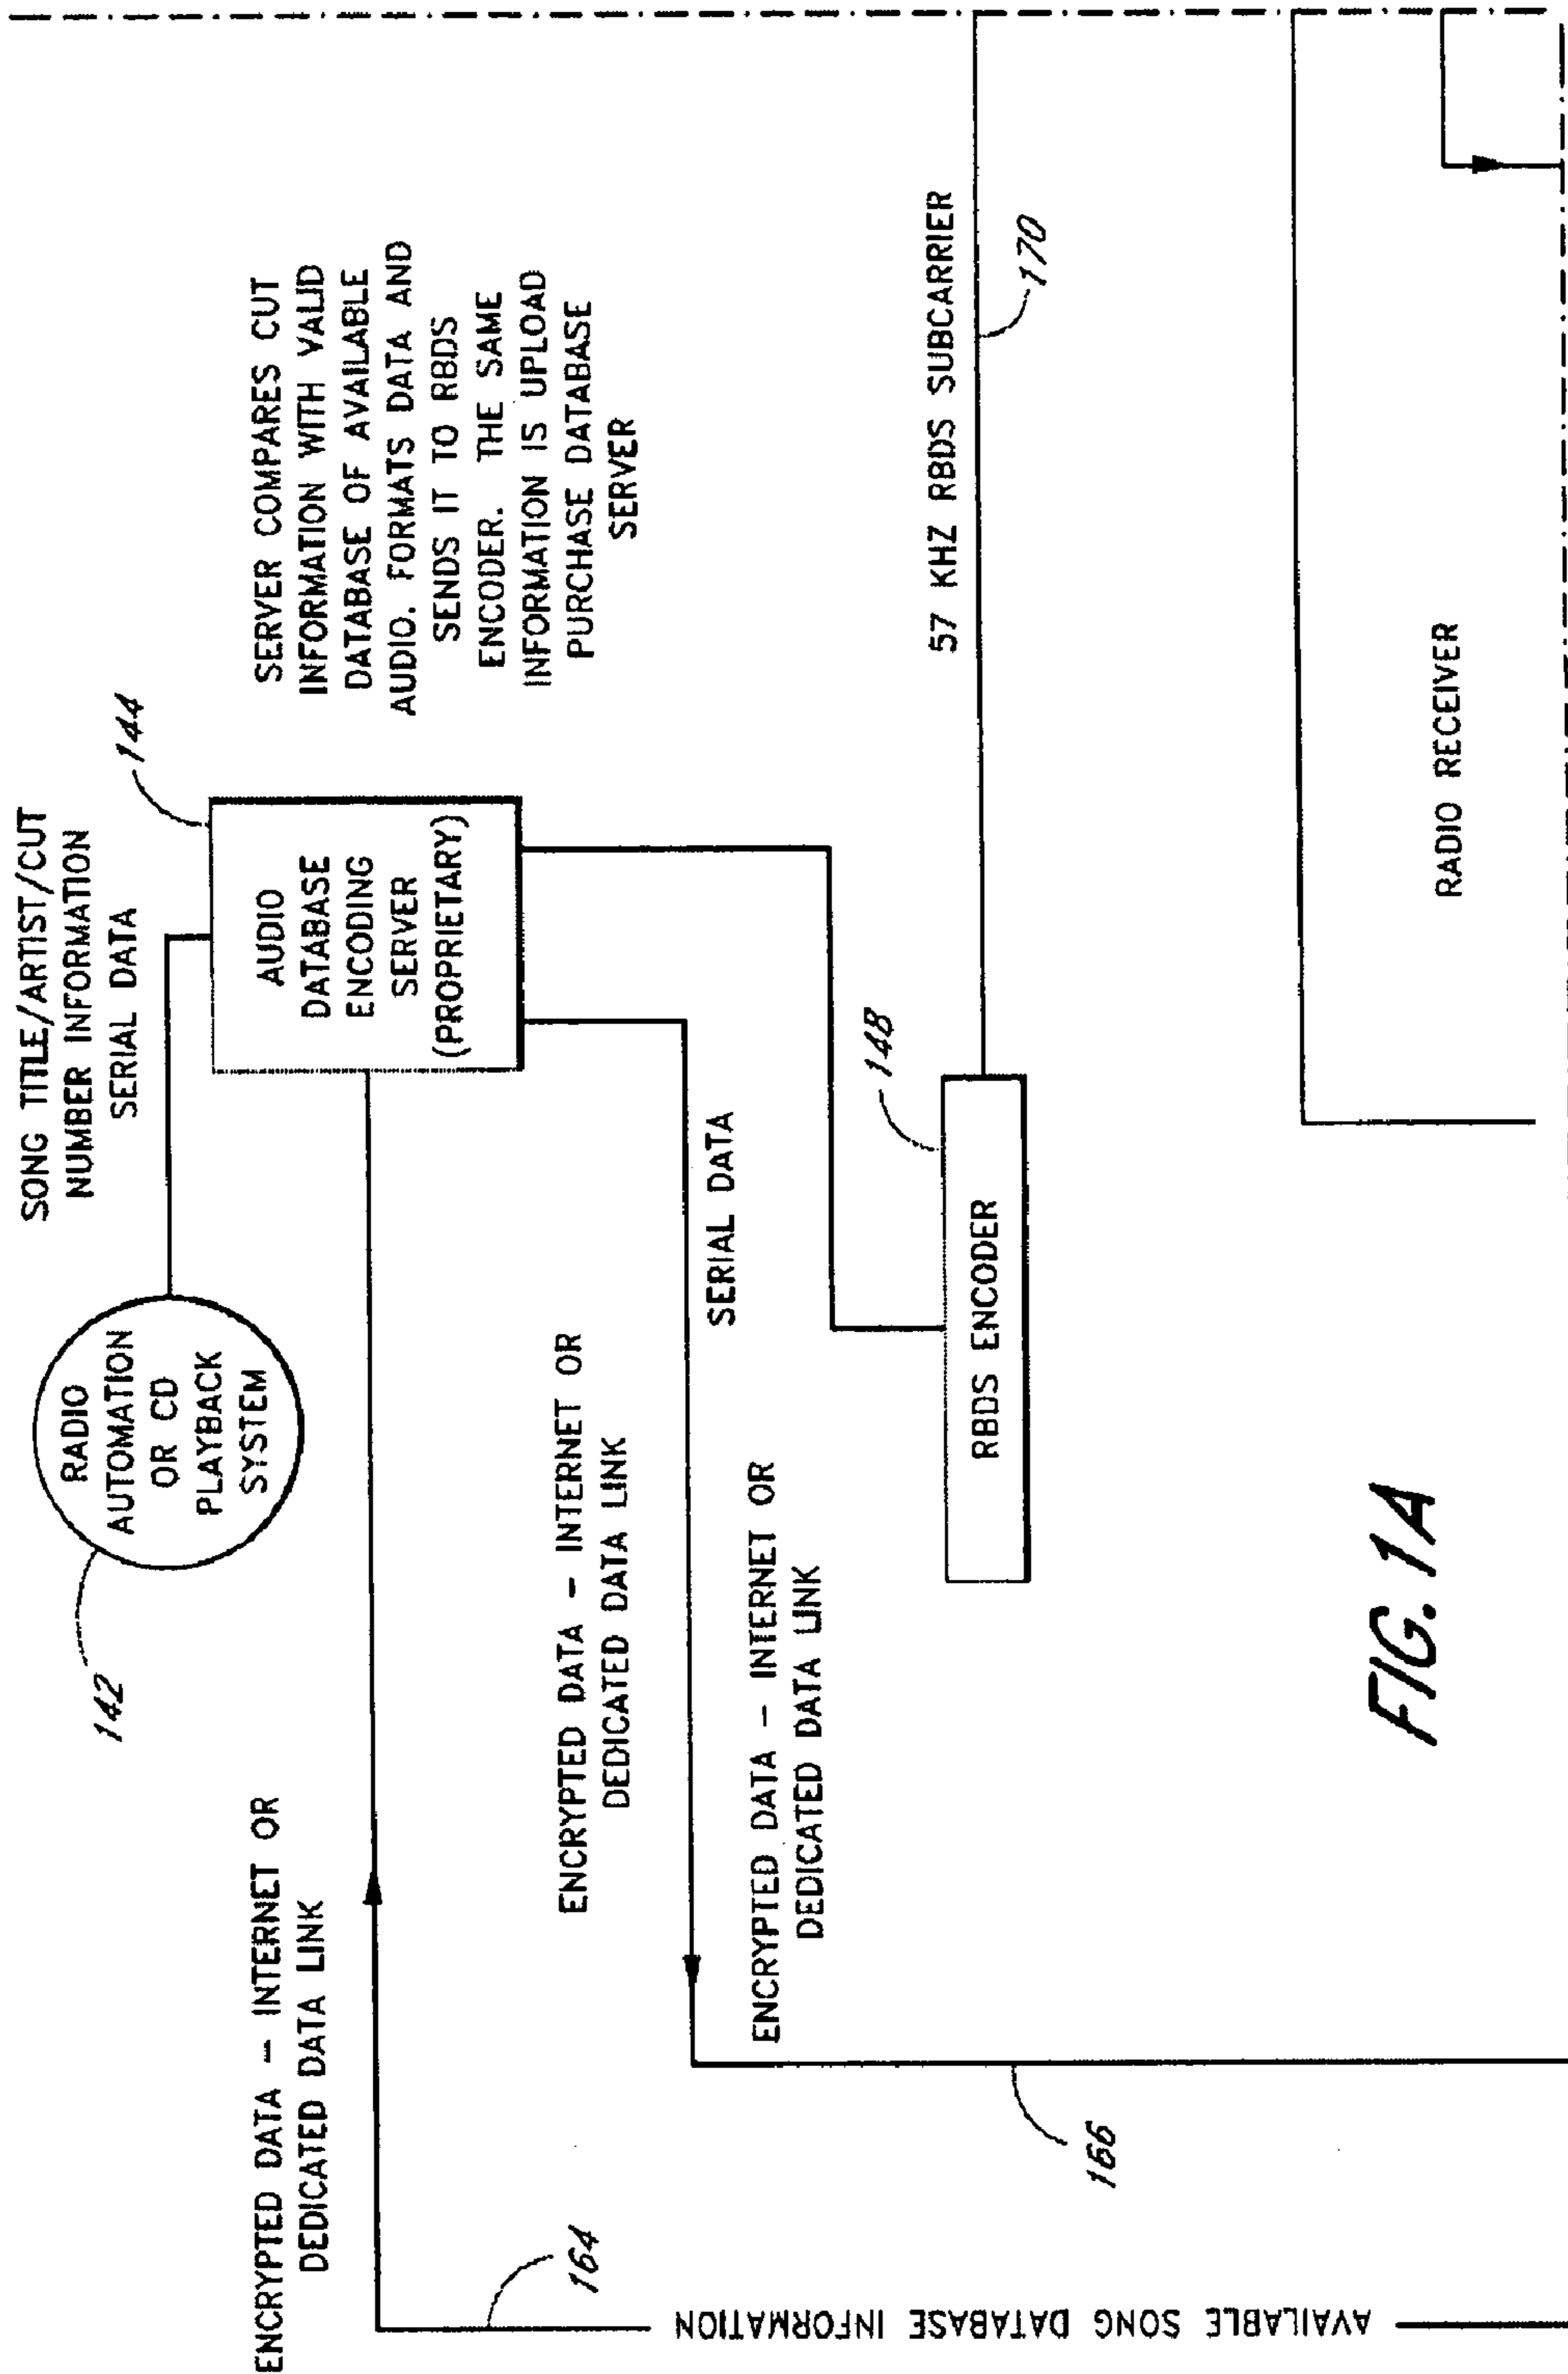 SONG TITLE/ARTIST/CUT
NUMBER INFORMATION
SERIAL DATA
RADIO
AUTOMATION
OR CD
PLAYBACK
SYSTEM
142
144
AUDIO
DATABASE
ENCODING
SERVER
(PROPRIETARY)
SERVER COMPARES CUT
INFORMATION WITH VALID
DATABASE OF AVAILABLE
AUDIO. FORMATS DATA AND
SENDS IT TO RBDS
ENCODER. THE SAME
INFORMATION IS UPLOAD
PURCHASE DATABASE
SERVER
ENCRYPTED DATA – INTERNET OR
DEDICATED DATA LINK
164
AVAILABLE SONG DATABASE INFORMATION
ENCRYPTED DATA – INTERNET OR
DEDICATED DATA LINK
SERIAL DATA
ENCRYPTED DATA – INTERNET OR
DEDICATED DATA LINK
166
148
RBDS ENCODER
57 KHZ RBDS SUBCARRIER
170
RADIO RECEIVER
FIG. 1A